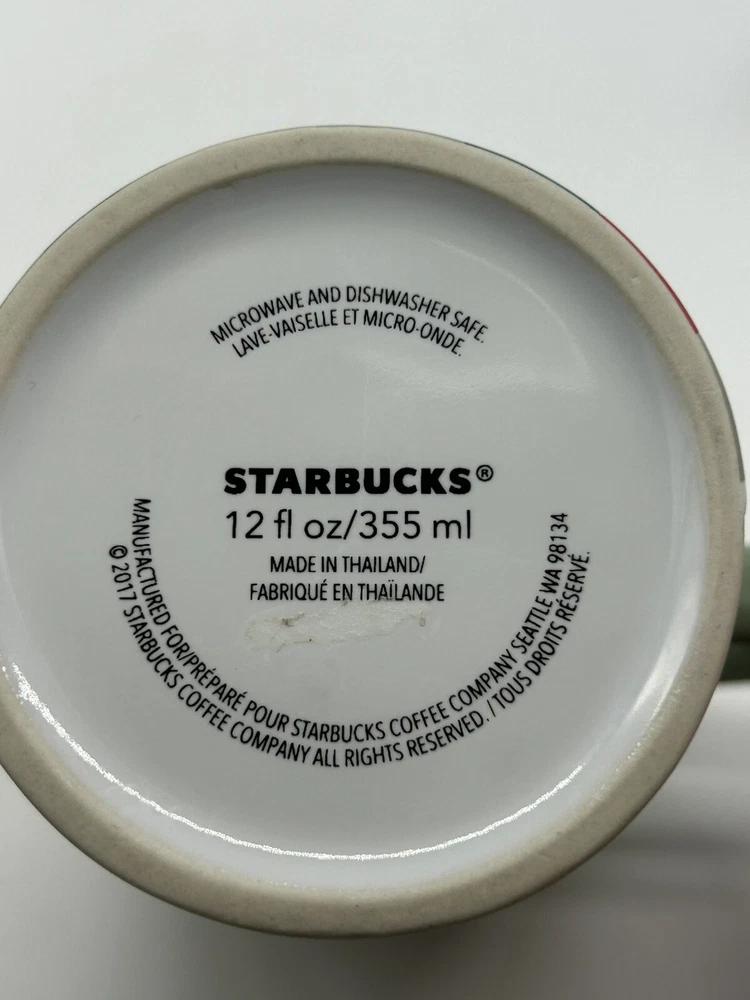 MICROWAVE AND DISHWASHER SAFE.
LAVE-VAISELLE ET MICRO-ONDE.
STARBUCKS®
12 fl oz/355 ml
MADE IN THAILAND/
FABRIQUÉ EN THAÏLANDE
MANUFACTURED FOR/PRÉPARÉ POUR STARBUCKS COFFEE COMPANY SEATTLE WA 98134
© 2017 STARBUCKS COFFEE COMPANY ALL RIGHTS RESERVED. / TOUS DROITS RÉSERVÉ.